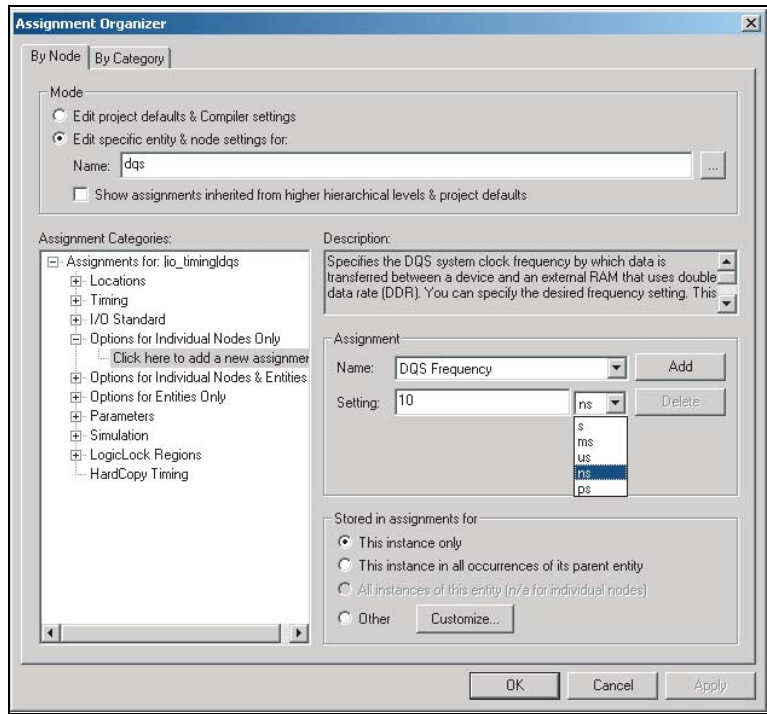 Assignment Organizer
By Node By Category
Mode
Edit project defaults & Compiler settings
Edit specific entity & node settings for:
Name: dqs ...
Show assignments inherited from higher hierarchical levels & project defaults
Assignment Categories:
Assignments for: |io_timing|dqs
Locations
Timing
I/O Standard
Options for Individual Nodes Only
Click here to add a new assignmer
Options for Individual Nodes & Entities
Options for Entities Only
Parameters
Simulation
LogicLock Regions
HardCopy Timing
Description:
Specifies the DQS system clock frequency by which data is
transferred between a device and an external RAM that uses double
data rate (DDR). You can specify the desired frequency setting. This
Assignment
Name: DQS Frequency Add
Setting: 10 ns Delete
s
ms
us
ns
ps
Stored in assignments for
This instance only
This instance in all occurrences of its parent entity
All instances of this entity (n/a for individual nodes)
Other Customize...
OK Cancel Apply